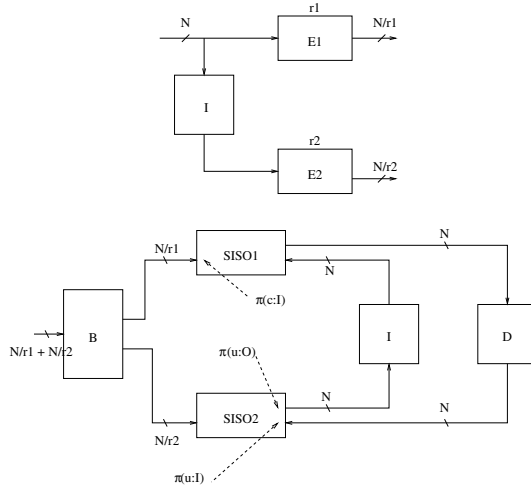 r1
N
N/r1
E1
I
r2
N/r2
E2
N/r1
SISO1
N
N
π(c:I)
B
N/r1 + N/r2
I
D
π(u:O)
N
N
SISO2
N/r2
π(u:I)